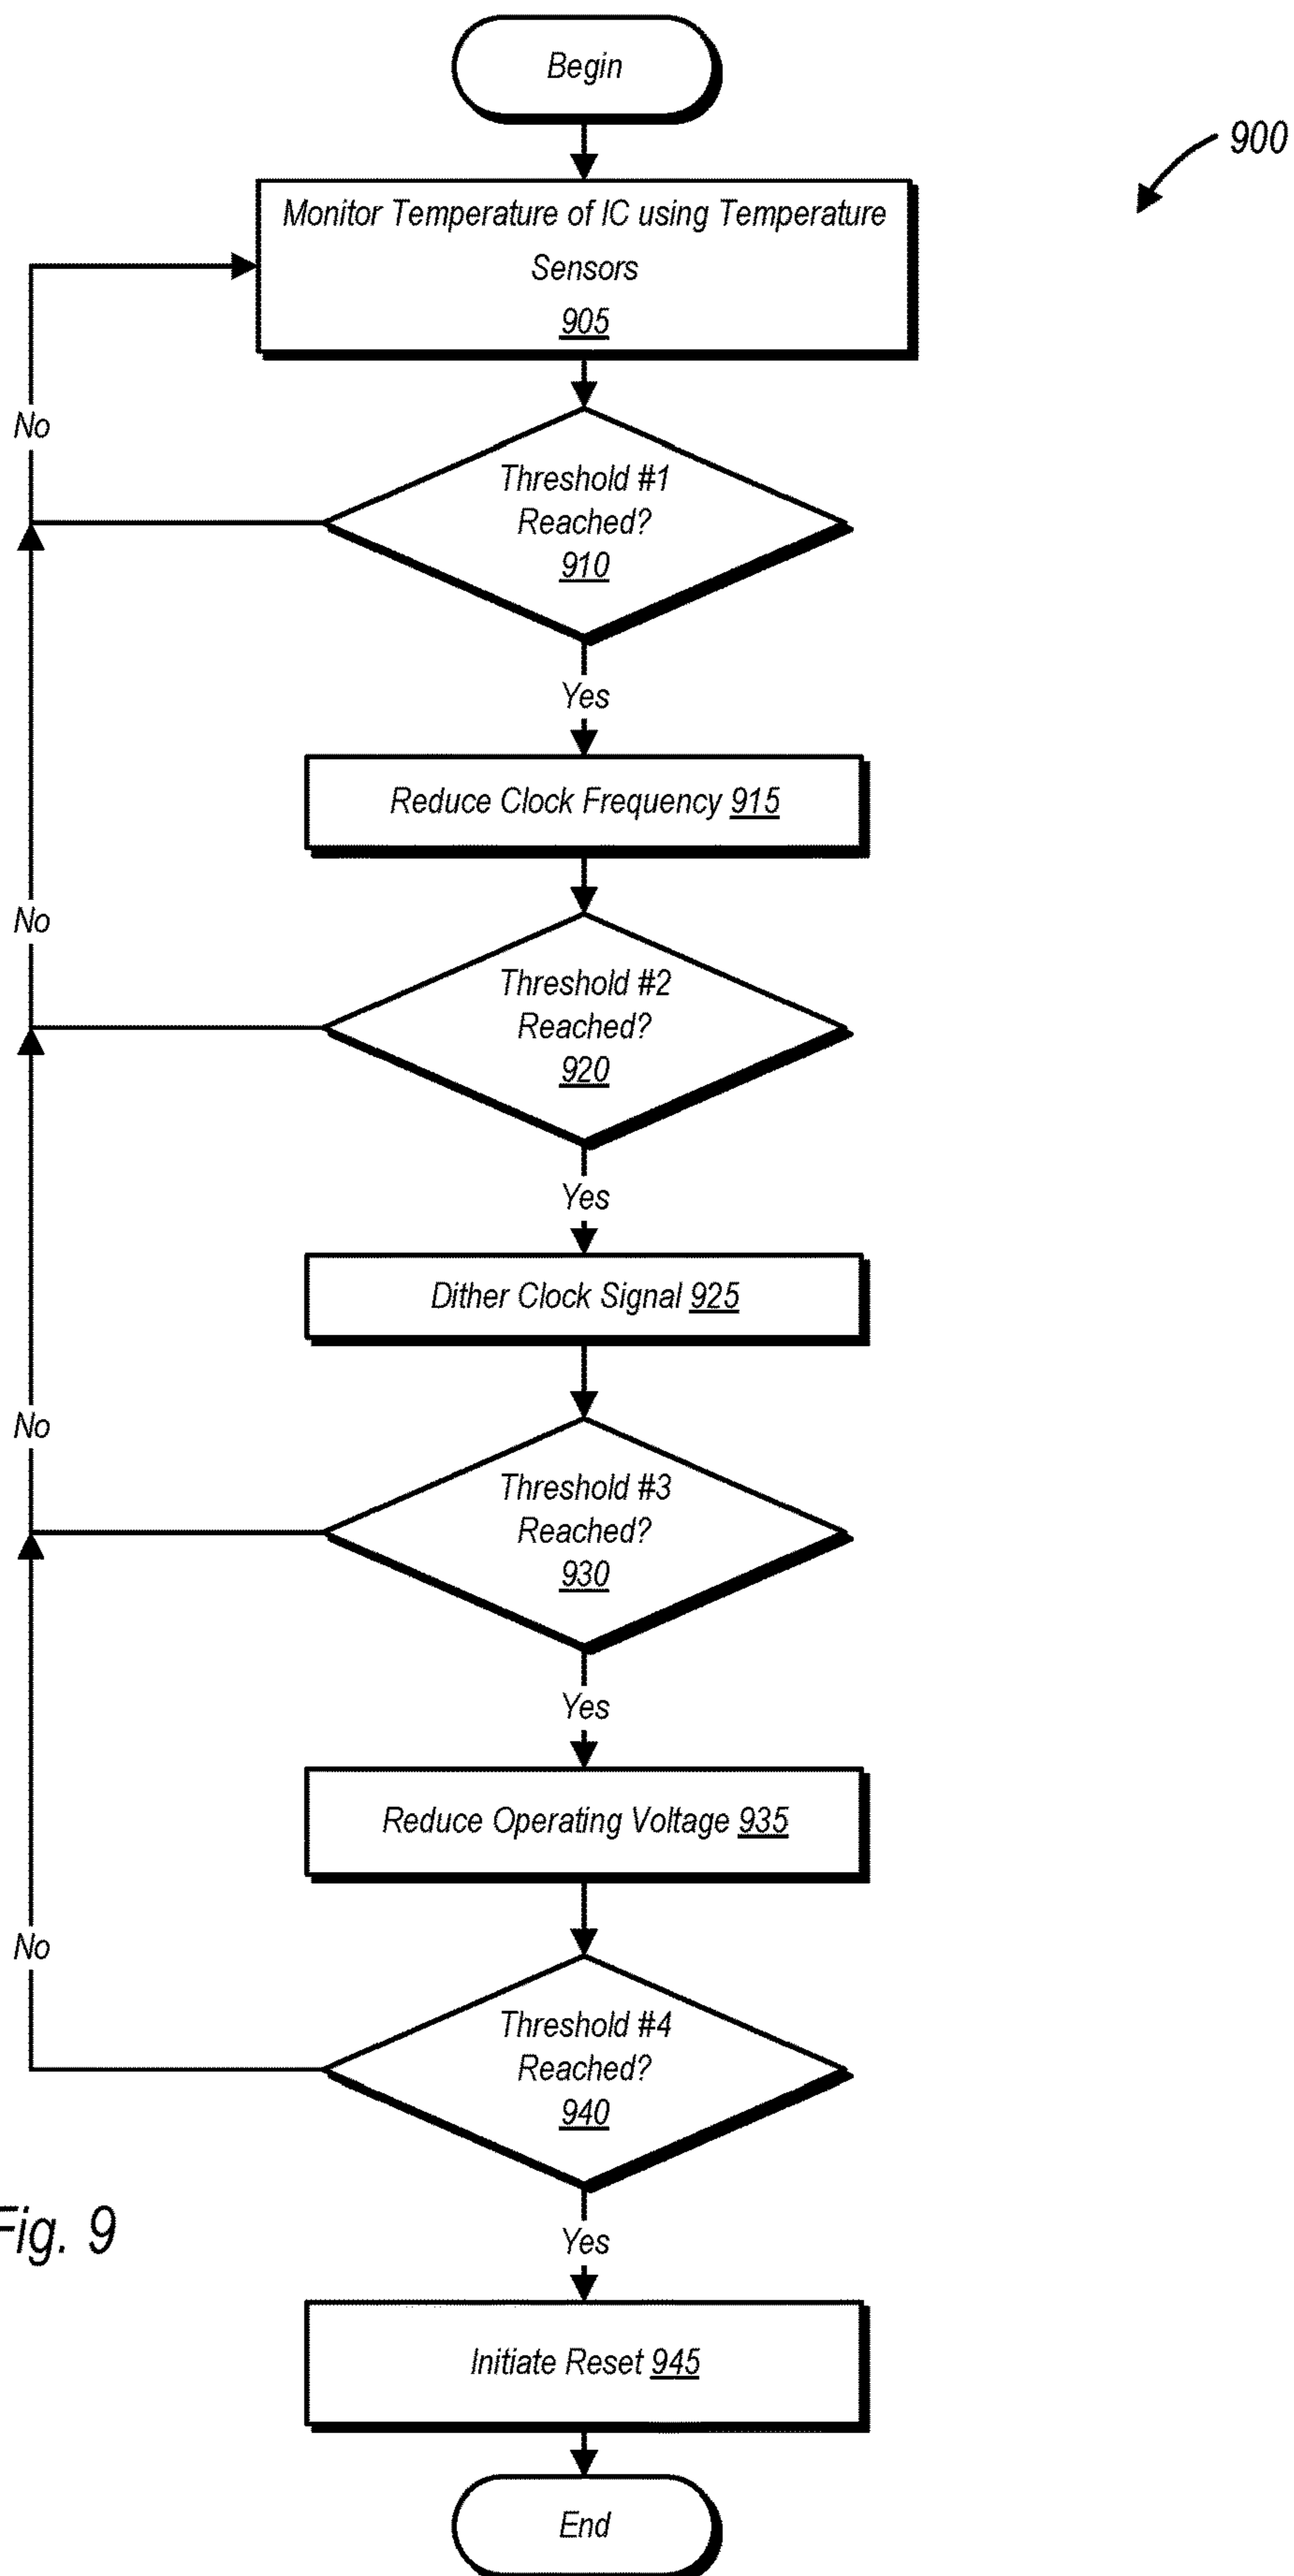 Begin
900
Monitor Temperature of IC using Temperature
Sensors
905
No
Threshold #1
Reached?
910
Yes
Reduce Clock Frequency 915
No
Threshold #2
Reached?
920
Yes
Dither Clock Signal 925
No
Threshold #3
Reached?
930
Yes
Reduce Operating Voltage 935
No
Threshold #4
Reached?
940
Fig. 9
Yes
Initiate Reset 945
End